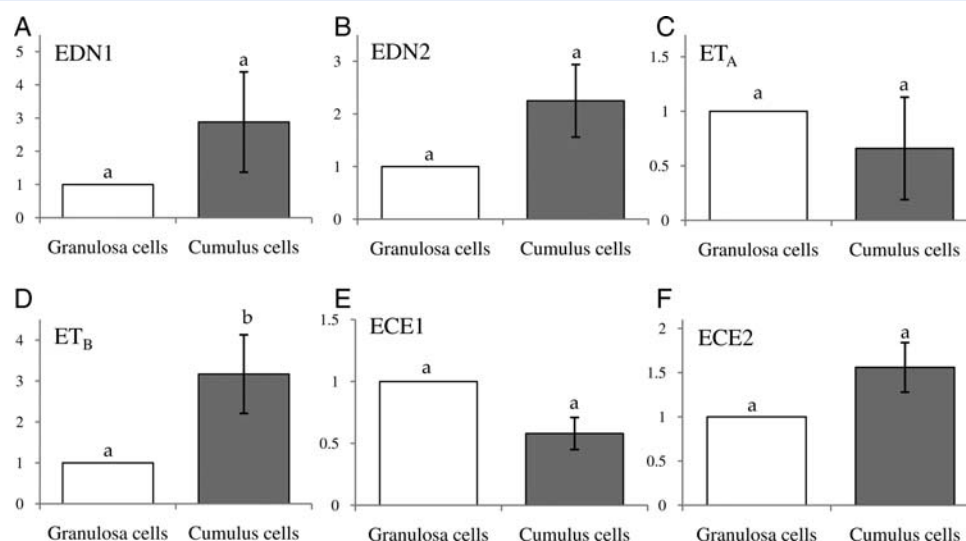 A
EDN1
5
4
3
2
1
0
a
a
Granulosa cells
Cumulus cells
B
EDN2
3
2
1
0
a
a
Granulosa cells
Cumulus cells
C
ETA
1.5
1
0.5
0
a
a
Granulosa cells
Cumulus cells
D
ETB
4
3
2
1
0
a
b
Granulosa cells
Cumulus cells
E
ECE1
1.5
1
0.5
0
a
a
Granulosa cells
Cumulus cells
F
ECE2
2
1.5
1
0.5
0
a
a
Granulosa cells
Cumulus cells